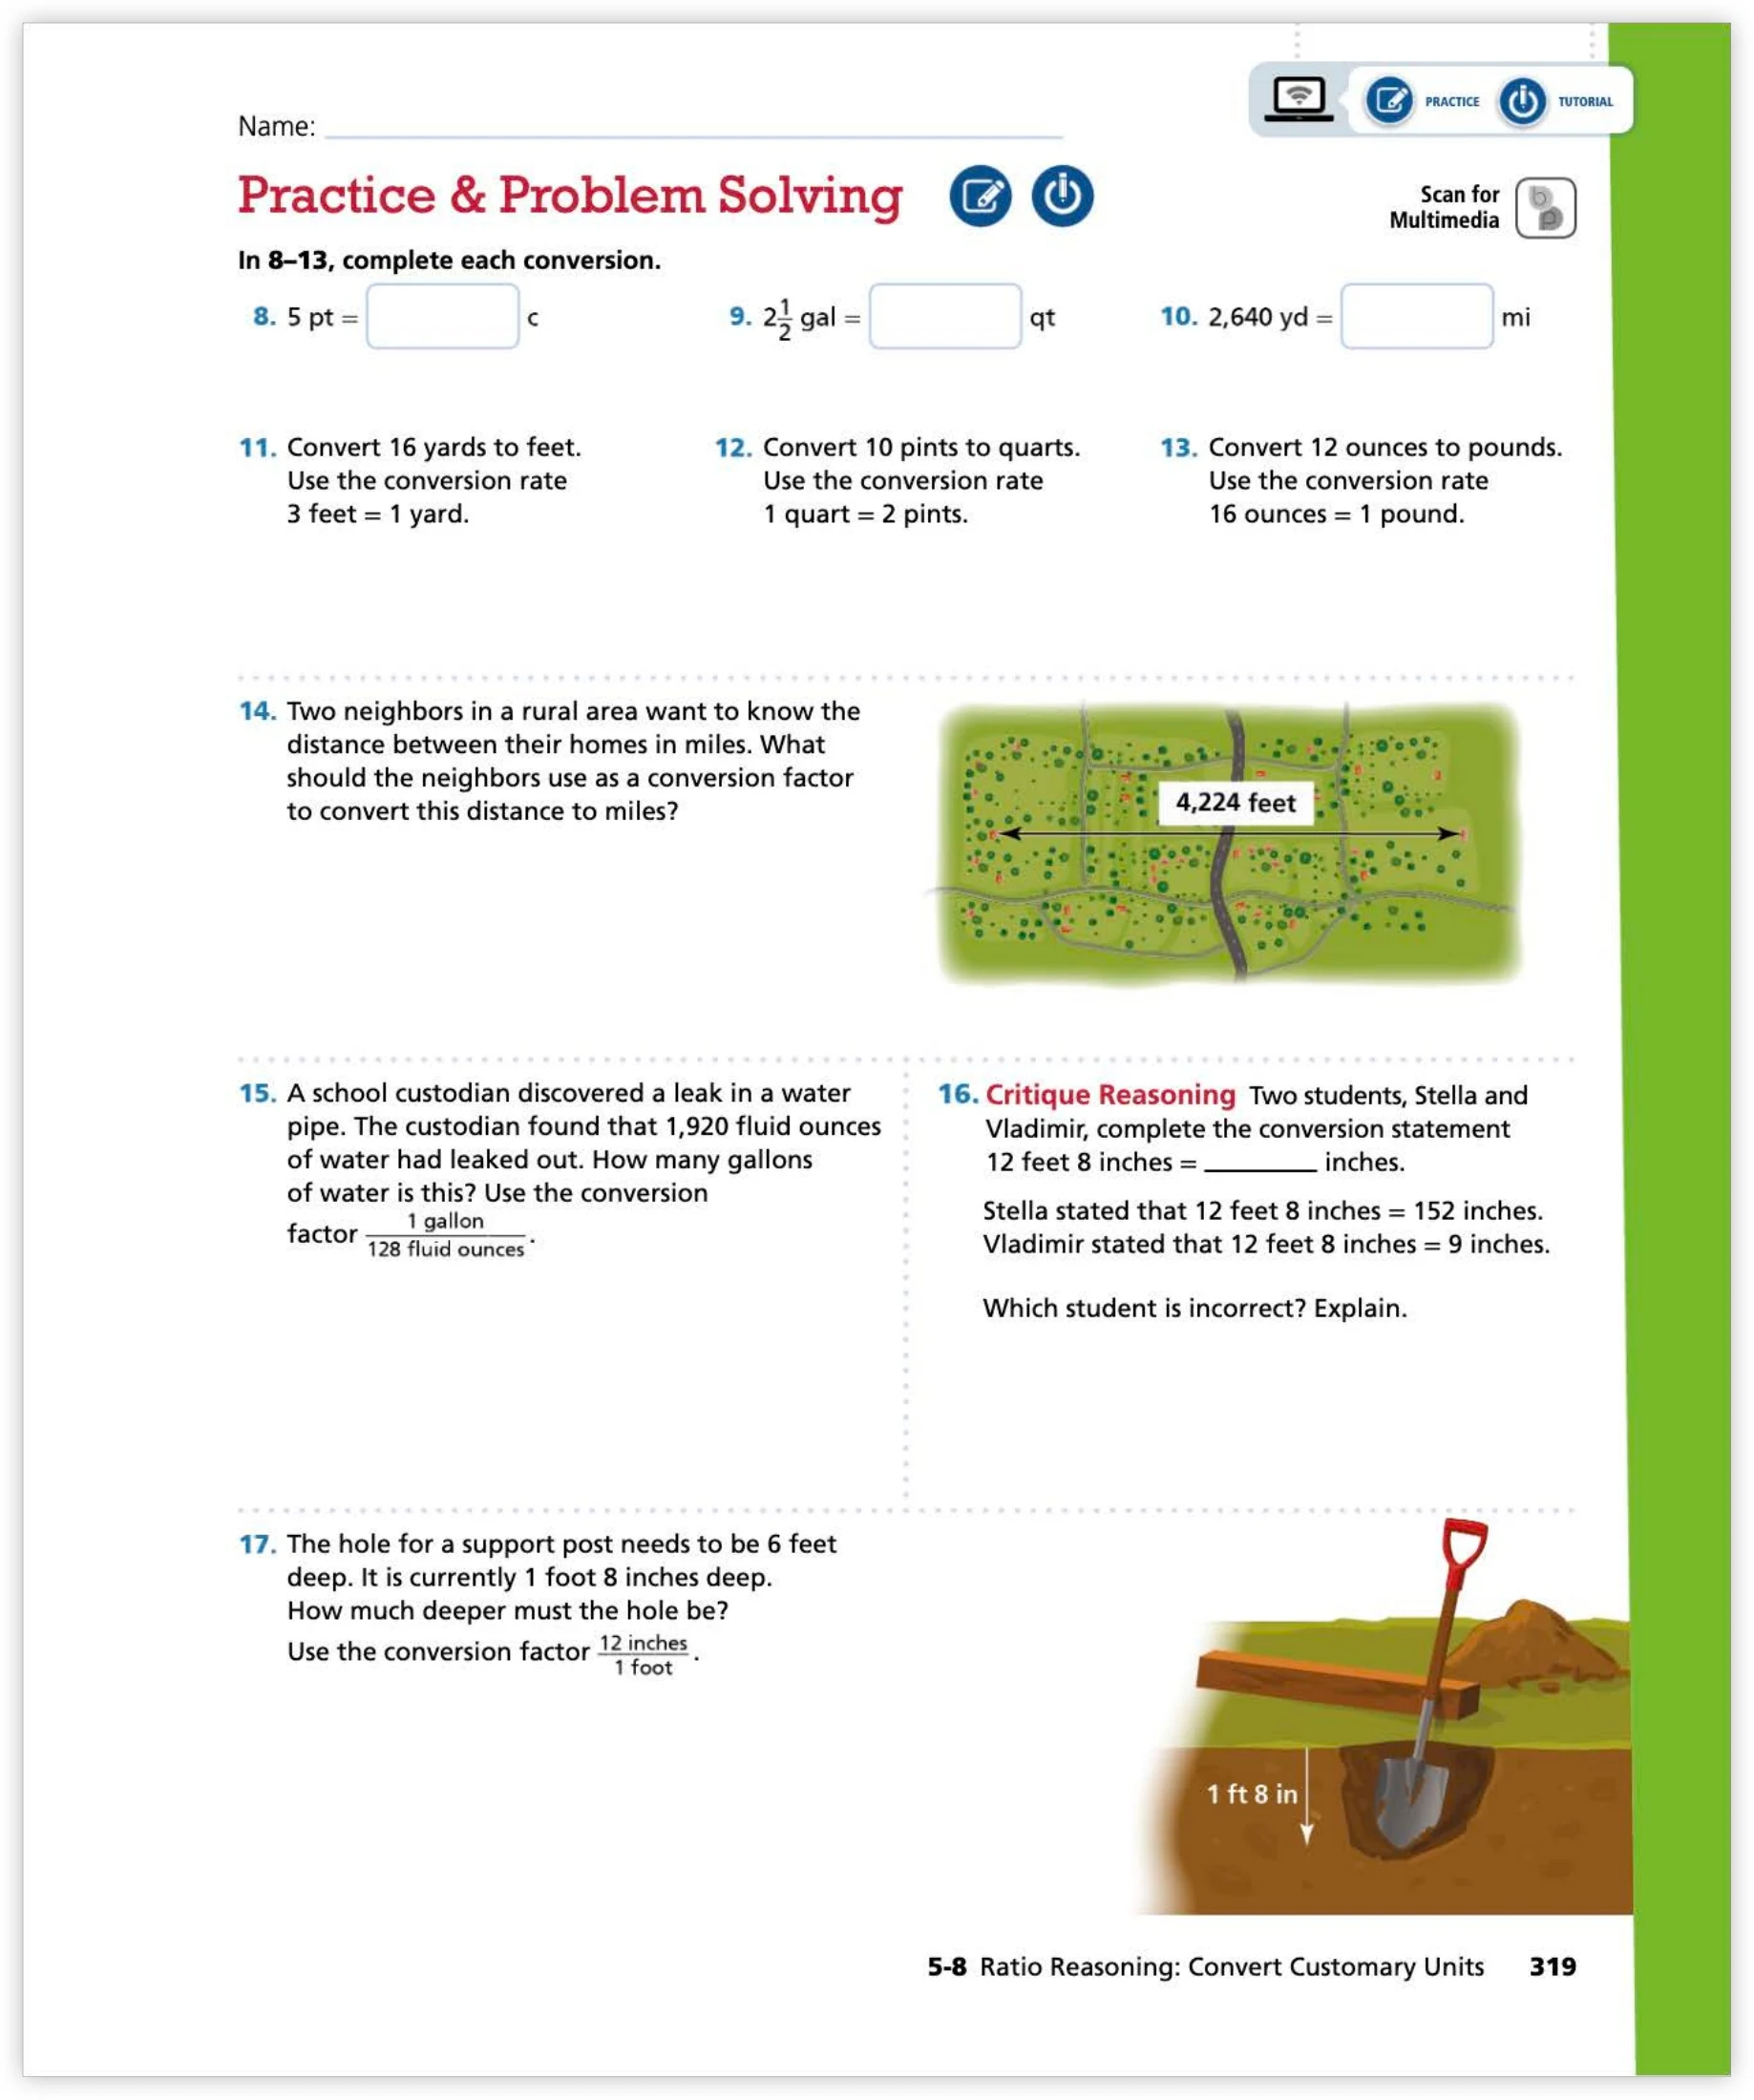 PRACTICE TUTORIAL
Name:
Practice & Problem Solving
Scan for
Multimedia
In 8–13, complete each conversion.
8. 5 pt = c
9. 2 1/2 gal = qt
10. 2,640 yd = mi
11. Convert 16 yards to feet.
Use the conversion rate
3 feet = 1 yard.
12. Convert 10 pints to quarts.
Use the conversion rate
1 quart = 2 pints.
13. Convert 12 ounces to pounds.
Use the conversion rate
16 ounces = 1 pound.
14. Two neighbors in a rural area want to know the
distance between their homes in miles. What
should the neighbors use as a conversion factor
to convert this distance to miles?
4,224 feet
15. A school custodian discovered a leak in a water
pipe. The custodian found that 1,920 fluid ounces
of water had leaked out. How many gallons
of water is this? Use the conversion
factor 1 gallon / 128 fluid ounces.
16. Critique Reasoning Two students, Stella and
Vladimir, complete the conversion statement
12 feet 8 inches = ________ inches.
Stella stated that 12 feet 8 inches = 152 inches.
Vladimir stated that 12 feet 8 inches = 9 inches.
Which student is incorrect? Explain.
17. The hole for a support post needs to be 6 feet
deep. It is currently 1 foot 8 inches deep.
How much deeper must the hole be?
Use the conversion factor 12 inches / 1 foot.
1 ft 8 in
5-8 Ratio Reasoning: Convert Customary Units 319